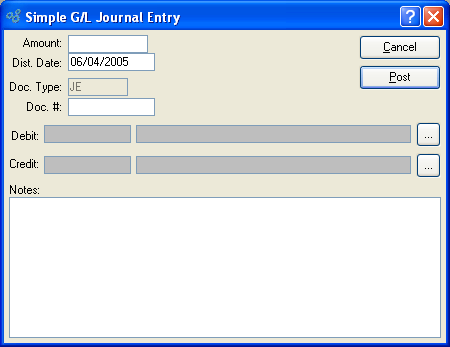 Simple G/L Journal Entry
?
Amount:
Cancel
Dist. Date: 06/04/2005
Post
Doc. Type: JE
Doc. #:
Debit: ...
Credit: ...
Notes: